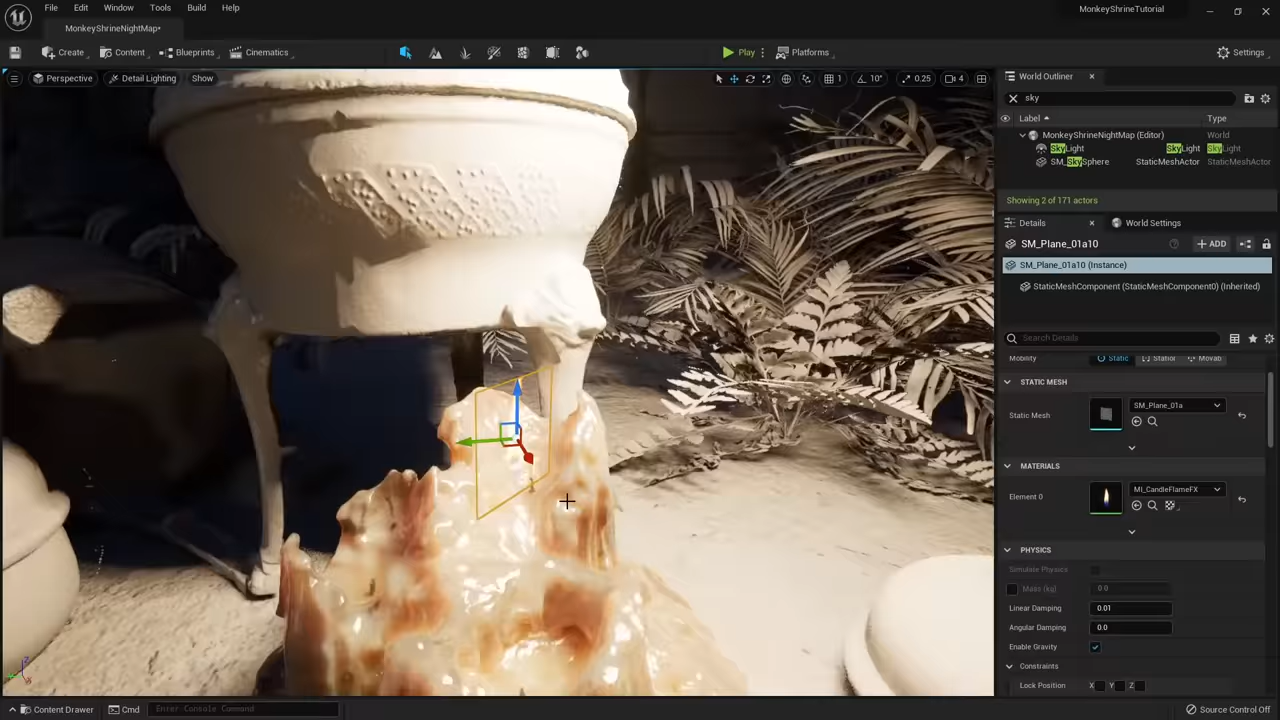 File Edit Window Tools Build Help
MonkeyShrineTutorial
MonkeyShrineNightMap*
Create Content Blueprints Cinematics Play Platforms Settings
Perspective Detail Lighting Show 1 10° 0.25 4
World Outliner
sky
Label Type
MonkeyShrineNightMap (Editor) World
SkyLight SkyLight SkyLight
SM_SkySphere StaticMeshActor StaticMeshActor
Showing 2 of 171 actors
Details World Settings
SM_Plane_01a10 + ADD
SM_Plane_01a10 (Instance)
StaticMeshComponent (StaticMeshComponent0) (Inherited)
Search Details
Mobility Static Station Movab
STATIC MESH
Static Mesh SM_Plane_01a
MATERIALS
Element 0 MI_CandleFlameFX
PHYSICS
Simulate Physics
Mass (kg) 0.0
Linear Damping 0.01
Angular Damping 0.0
Enable Gravity
Constraints
Lock Position X Y Z
Content Drawer Cmd Enter Console Command Source Control Off